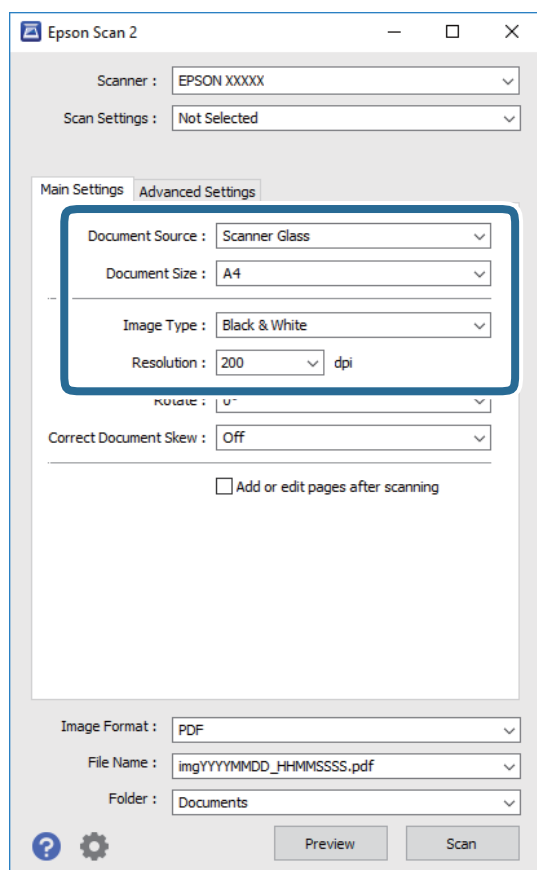 Epson Scan 2
Scanner : EPSON XXXXX
Scan Settings : Not Selected
Main Settings Advanced Settings
Document Source : Scanner Glass
Document Size : A4
Image Type : Black & White
Resolution : 200 dpi
Rotate : 0°
Correct Document Skew : Off
Add or edit pages after scanning
Image Format : PDF
File Name : imgYYYYMMDD_HHMMSSSS.pdf
Folder : Documents
? Preview Scan